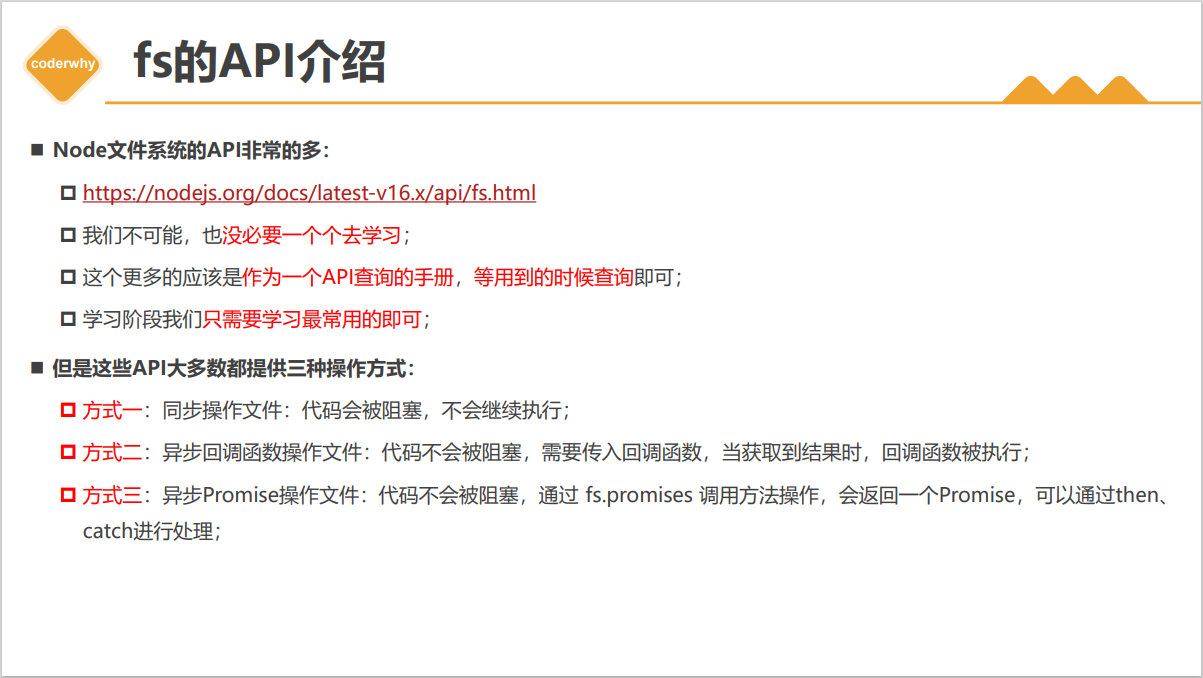 coderwhy
fs的API介绍
Node文件系统的API非常的多：
https://nodejs.org/docs/latest-v16.x/api/fs.html
我们不可能，也没必要一个个去学习；
这个更多的应该是作为一个API查询的手册，等用到的时候查询即可；
学习阶段我们只需要学习最常用的即可；
但是这些API大多数都提供三种操作方式：
方式一：同步操作文件：代码会被阻塞，不会继续执行；
方式二：异步回调函数操作文件：代码不会被阻塞，需要传入回调函数，当获取到结果时，回调函数被执行；
方式三：异步Promise操作文件：代码不会被阻塞，通过 fs.promises 调用方法操作，会返回一个Promise，可以通过then、
catch进行处理；